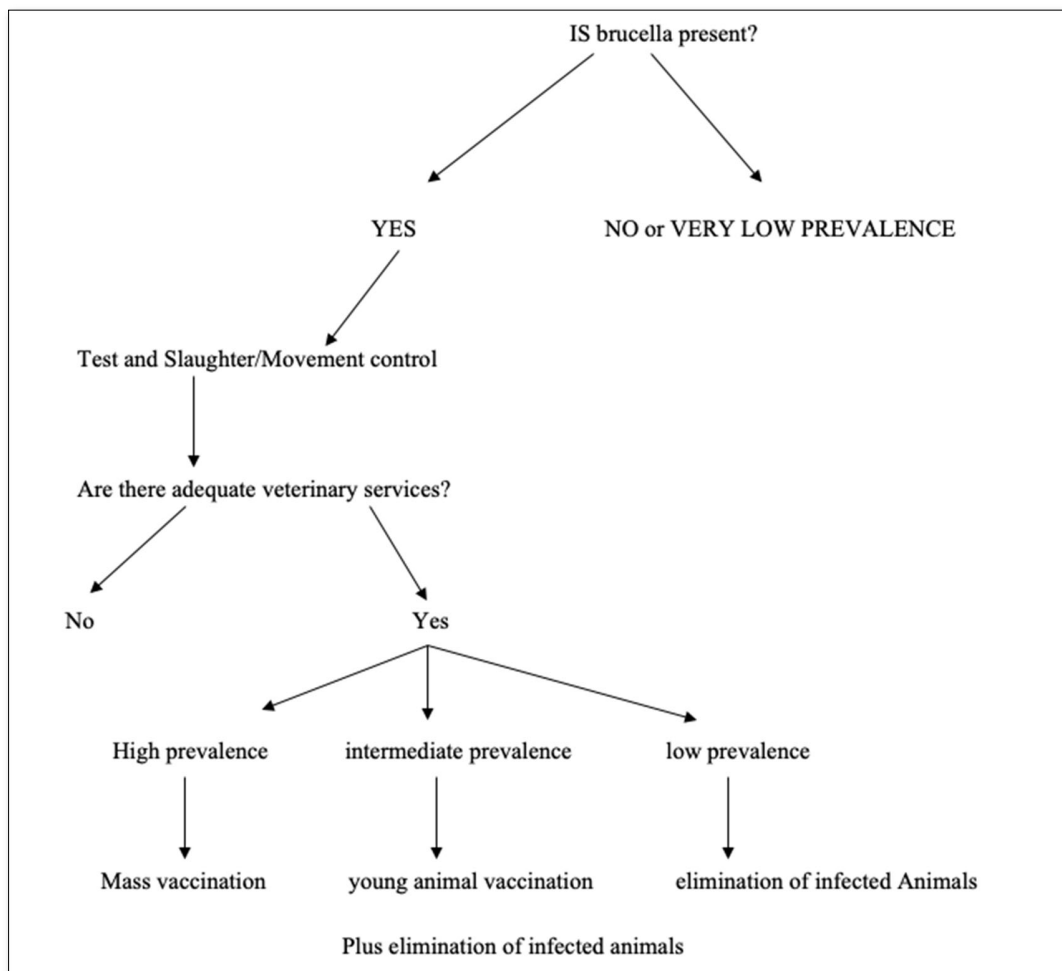 IS brucella present?
YES
NO or VERY LOW PREVALENCE
Test and Slaughter/Movement control
Are there adequate veterinary services?
No
Yes
High prevalence
intermediate prevalence
low prevalence
Mass vaccination
young animal vaccination
elimination of infected Animals
Plus elimination of infected animals